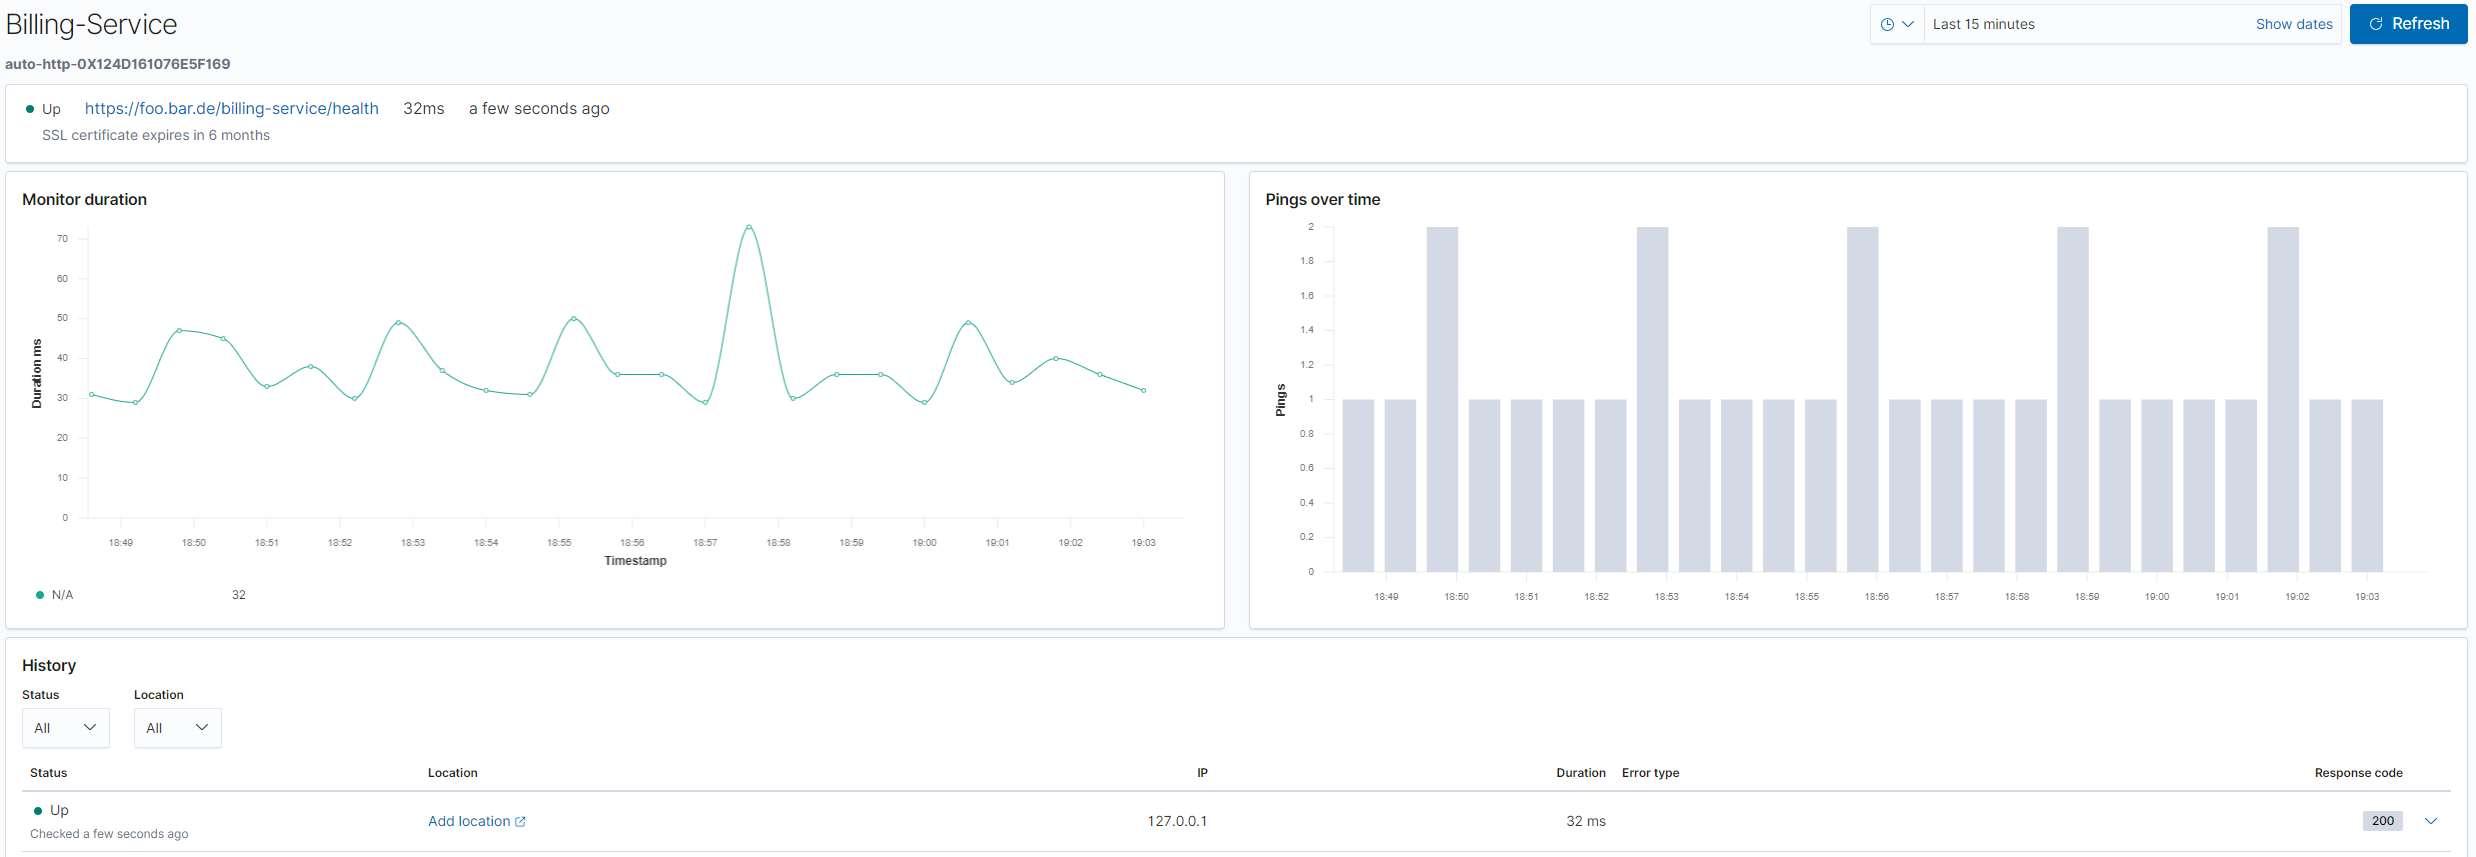 Billing-Service
Last 15 minutes
Show dates
Refresh
auto-http-0X124D161076E5F169
Up https://foo.bar.de/billing-service/health 32ms a few seconds ago
SSL certificate expires in 6 months
Monitor duration
70
60
50
40
30
20
10
0
Duration ms
18:49 18:50 18:51 18:52 18:53 18:54 18:55 18:56 18:57 18:58 18:59 19:00 19:01 19:02 19:03
Timestamp
N/A 32
Pings over time
2
1.8
1.6
1.4
1.2
1
0.8
0.6
0.4
0.2
0
Pings
18:49 18:50 18:51 18:52 18:53 18:54 18:55 18:56 18:57 18:58 18:59 19:00 19:01 19:02 19:03
History
Status Location
All All
Status Location IP Duration Error type Response code
Up
Checked a few seconds ago
Add location 127.0.0.1 32 ms 200